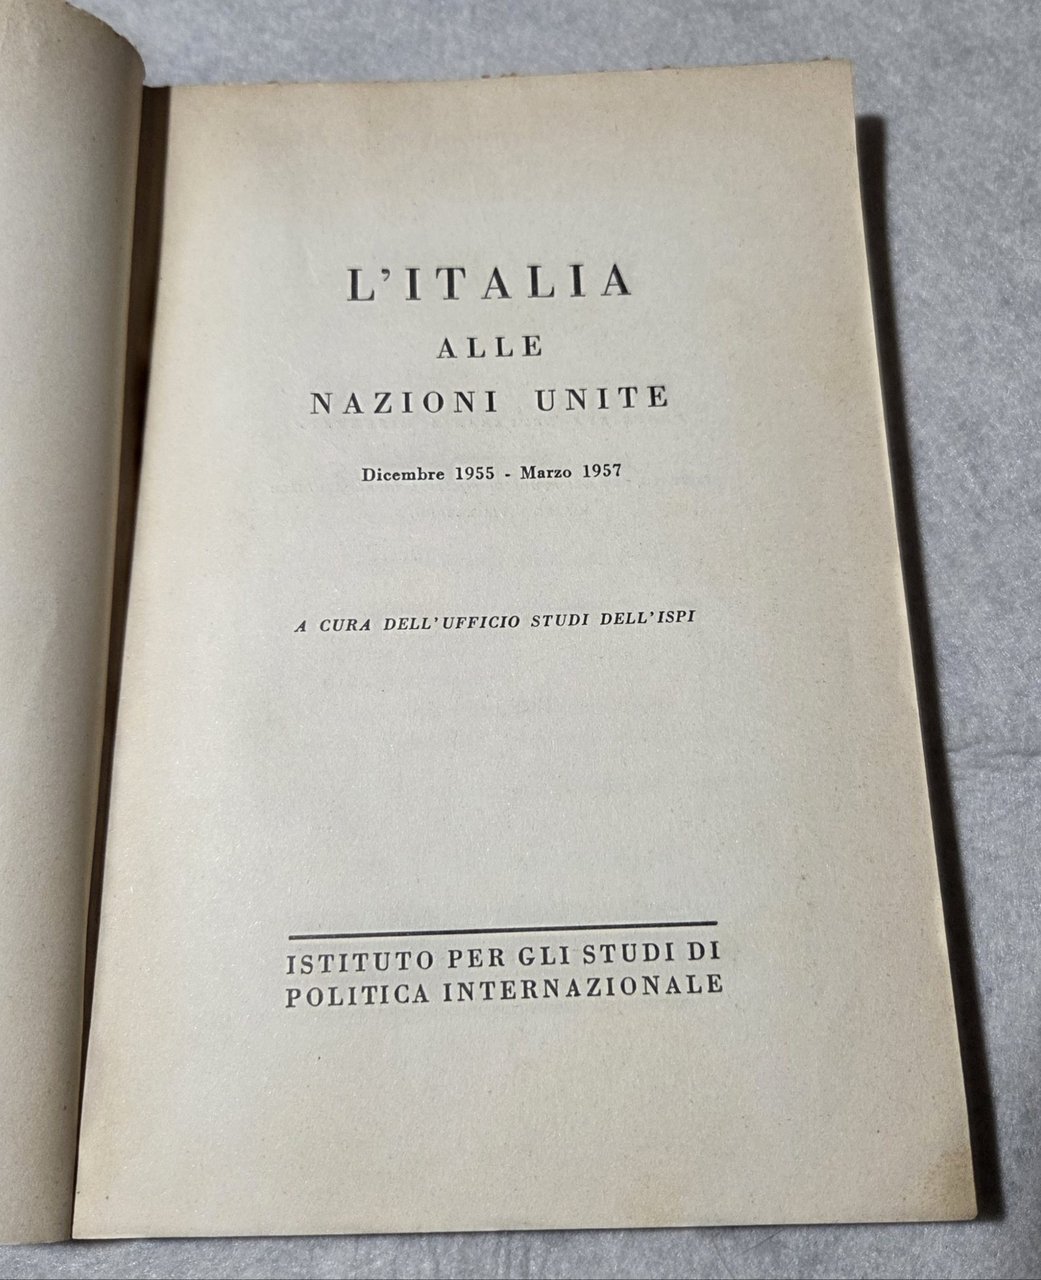 L'ITALIA
ALLE
NAZIONI UNITE
Dicembre 1955 - Marzo 1957
A CURA DELL'UFFICIO STUDI DELL'ISPI
ISTITUTO PER GLI STUDI DI
POLITICA INTERNAZIONALE